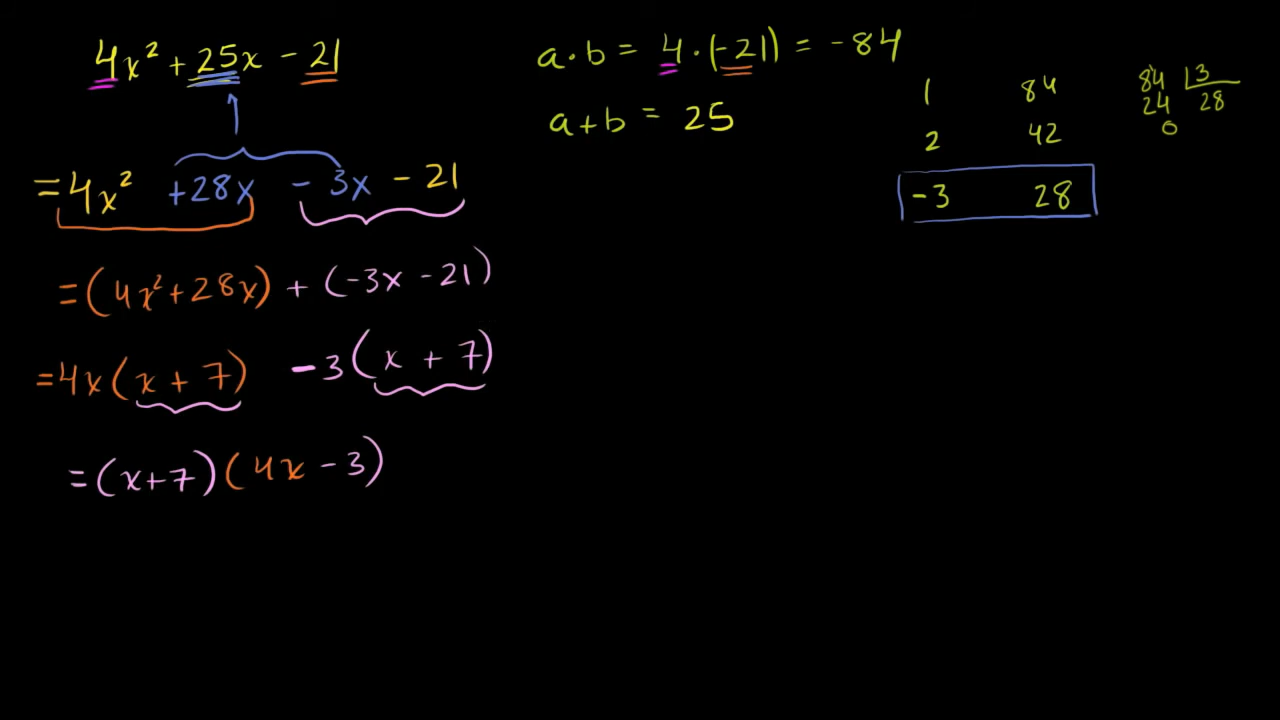 4x² + 25x - 21
a·b = 4·(-21) = -84
a+b = 25
1 84
2 42
-3 28
84 3
24 28
0
=4x² +28x - 3x - 21
=(4x²+28x) + (-3x -21)
=4x(x + 7) -3(x + 7)
=(x+7)(4x - 3)